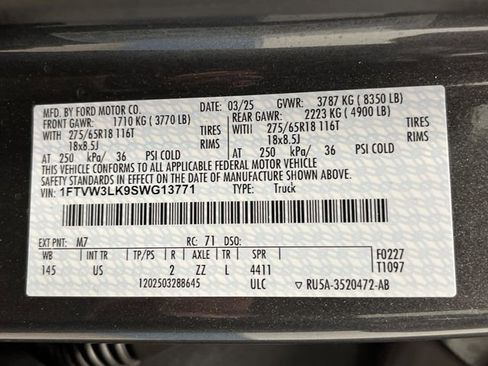 MFD. BY FORD MOTOR CO. 03/25 GVWR: 3787 KG (8350 LB)
FRONT GAWR: 1710 KG (3770 LB) REAR GAWR: 2223 KG (4900 LB)
WITH 275/65R18 116T TIRES WITH 275/65R18 116T TIRES
18x8.5J RIMS 18x8.5J RIMS
AT 250 kPa/ 36 PSI COLD AT 250 kPa/ 36 PSI COLD
THIS VEHICLE CONFORMS TO ALL APPLICABLE FEDERAL MOTOR VEHICLE
SAFETY STANDARDS IN EFFECT ON THE DATE OF MANUFACTURE SHOWN ABOVE.
VIN: 1FTVW3LK9SWG13771 TYPE: Truck
EXT PNT: M7 RC: 71 DSO:
WB INT TR TP/PS R AXLE TR SPR F0227
145 US 2 ZZ L 4411 T1097
1202503288645 ULC ▽ RU5A-3520472-AB